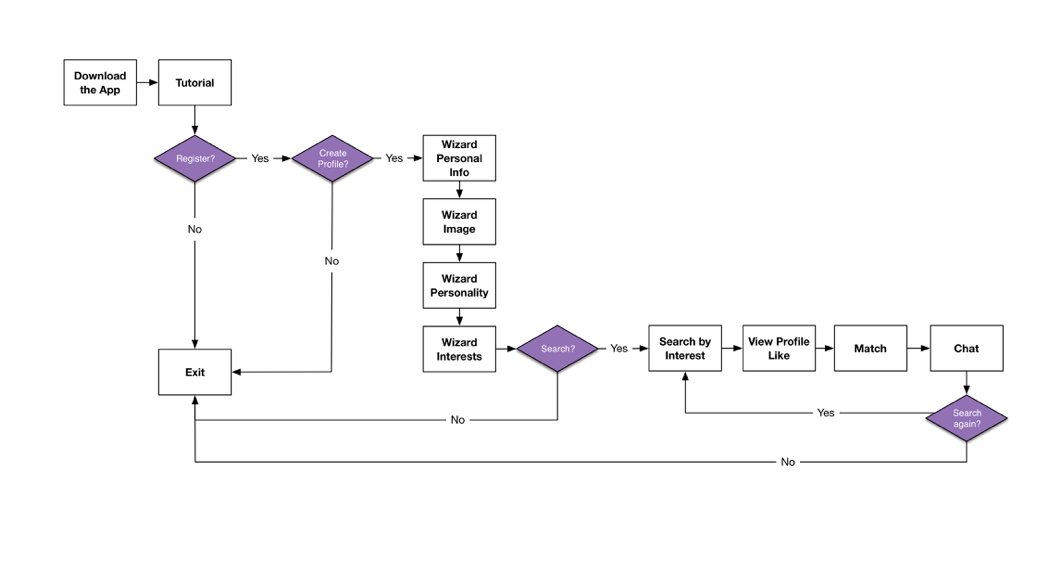 Download
the App
Tutorial
Register?
Yes
Create
Profile?
Yes
Wizard
Personal
Info
No
Wizard
Image
No
Wizard
Personality
Wizard
Interests
Search?
Yes
Search by
Interest
View Profile
Like
Match
Chat
Exit
Yes
Search
again?
No
No